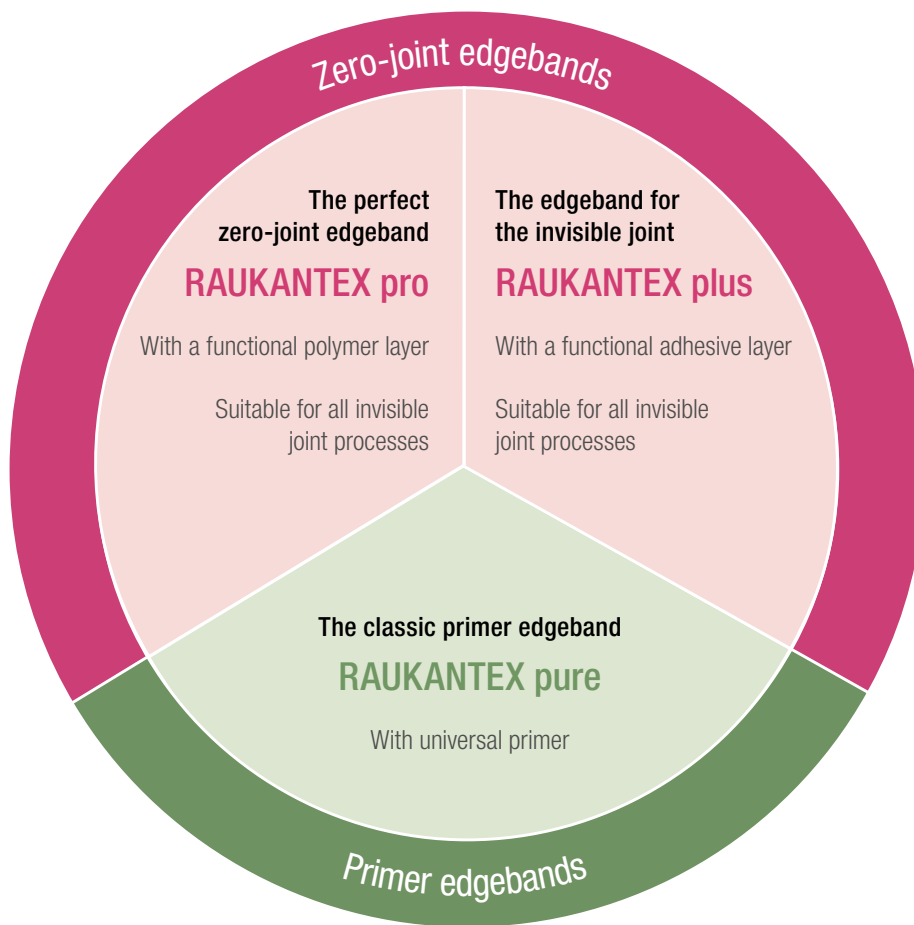 Zero-joint edgebands
The perfect
zero-joint edgeband
RAUKANTEX pro
With a functional polymer layer
Suitable for all invisible
joint processes
The edgeband for
the invisible joint
RAUKANTEX plus
With a functional adhesive layer
Suitable for all invisible
joint processes
The classic primer edgeband
RAUKANTEX pure
With universal primer
Primer edgebands